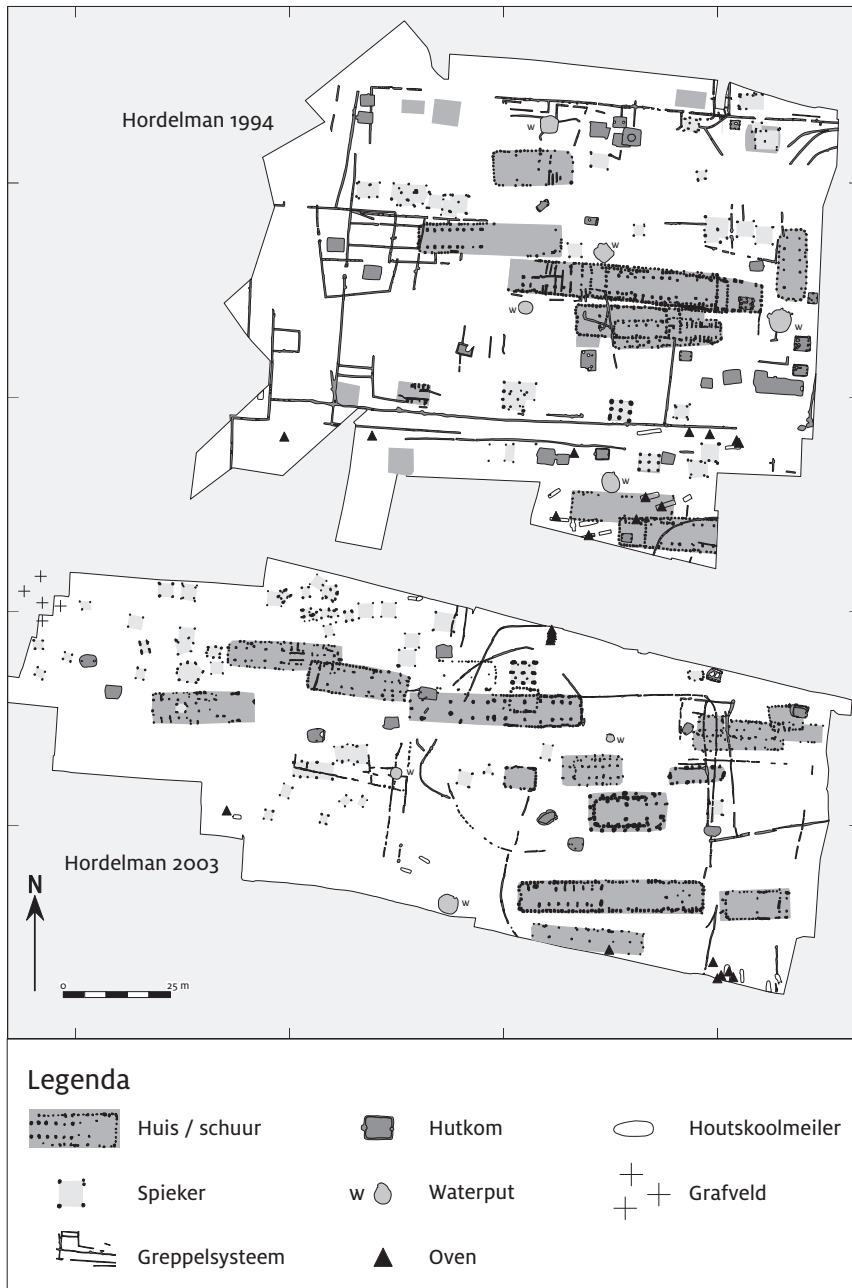 Hordelman 1994
w
w
w
w
w
w
w
w
Hordelman 2003
N
0 25 m
Legenda
Huis / schuur
Hutkom
Houtskoolmeiler
Spieker
w Waterput
Grafveld
Greppelsysteem
Oven